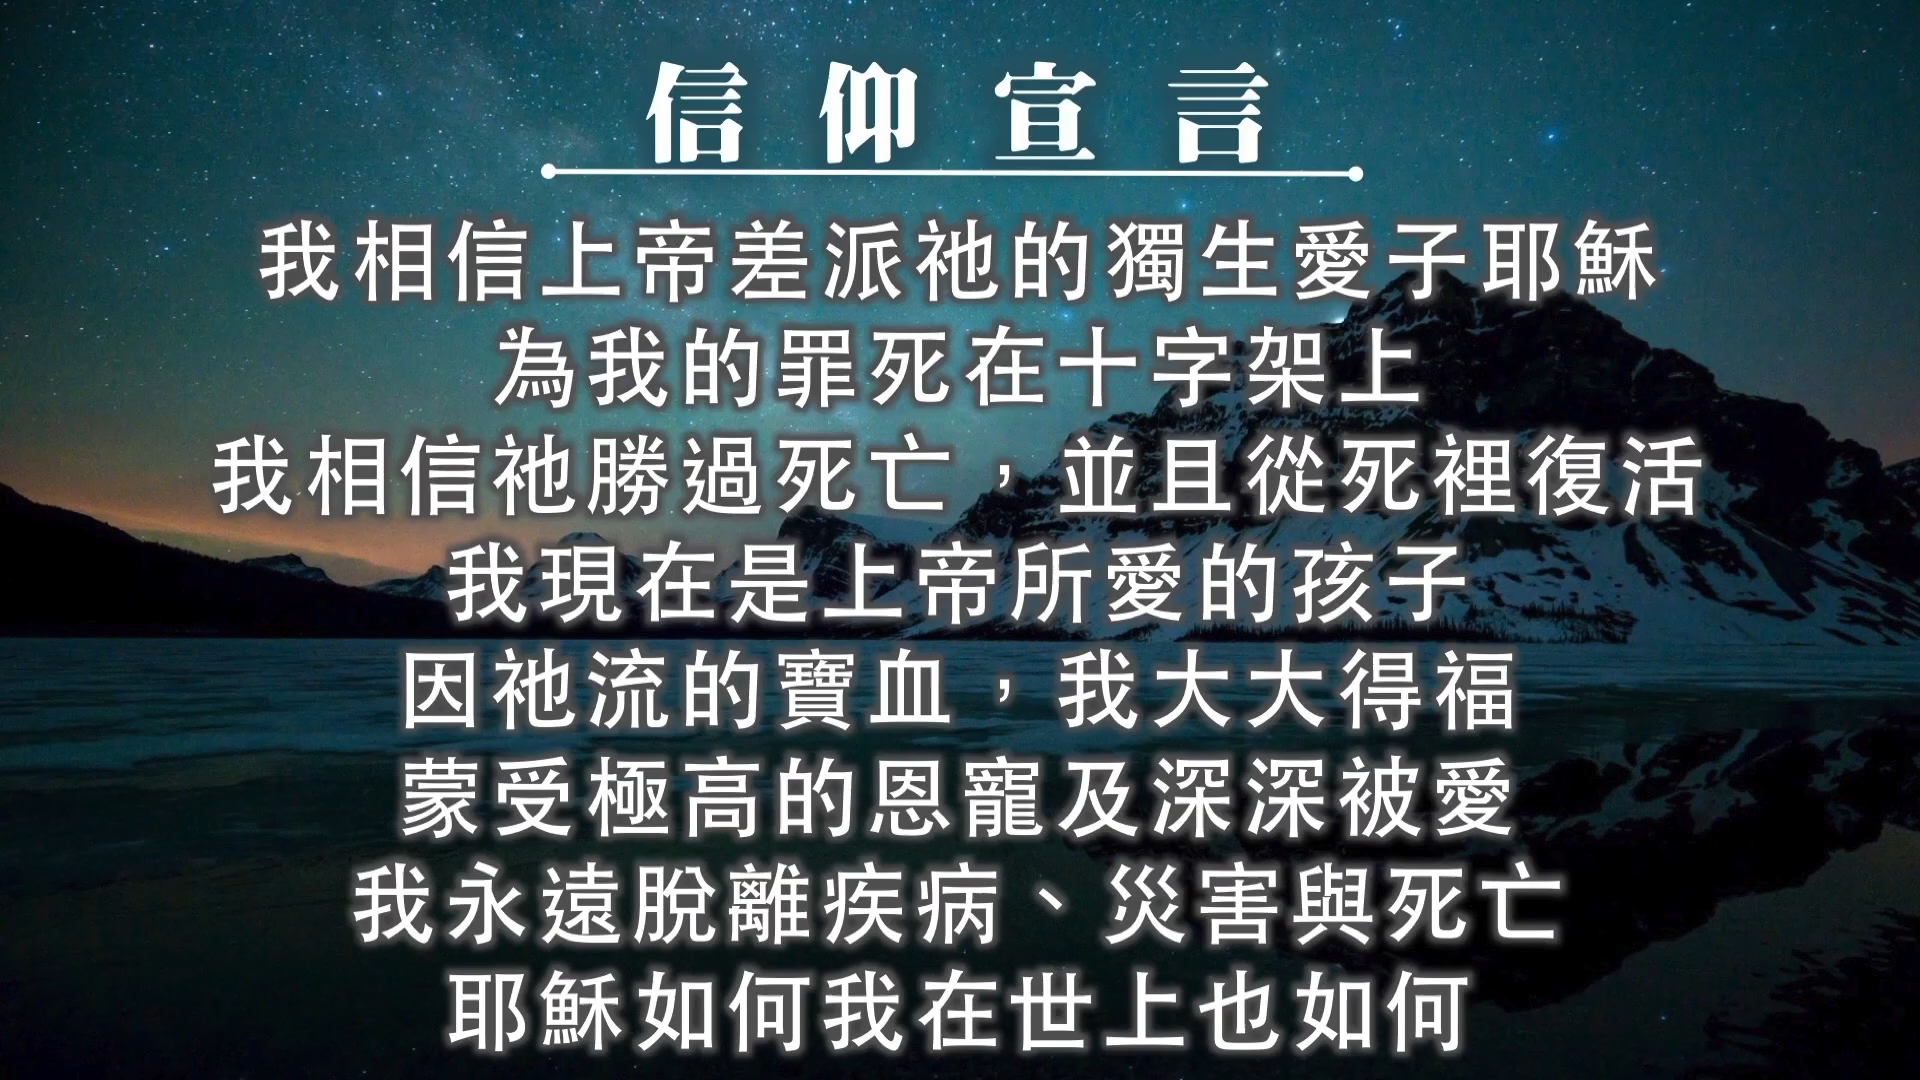 信仰宣言
我相信上帝差派祂的獨生愛子耶穌
為我的罪死在十字架上
我相信祂勝過死亡，並且從死裡復活
我現在是上帝所愛的孩子
因祂流的寶血，我大大得福
蒙受極高的恩寵及深深被愛
我永遠脫離疾病、災害與死亡
耶穌如何我在世上也如何